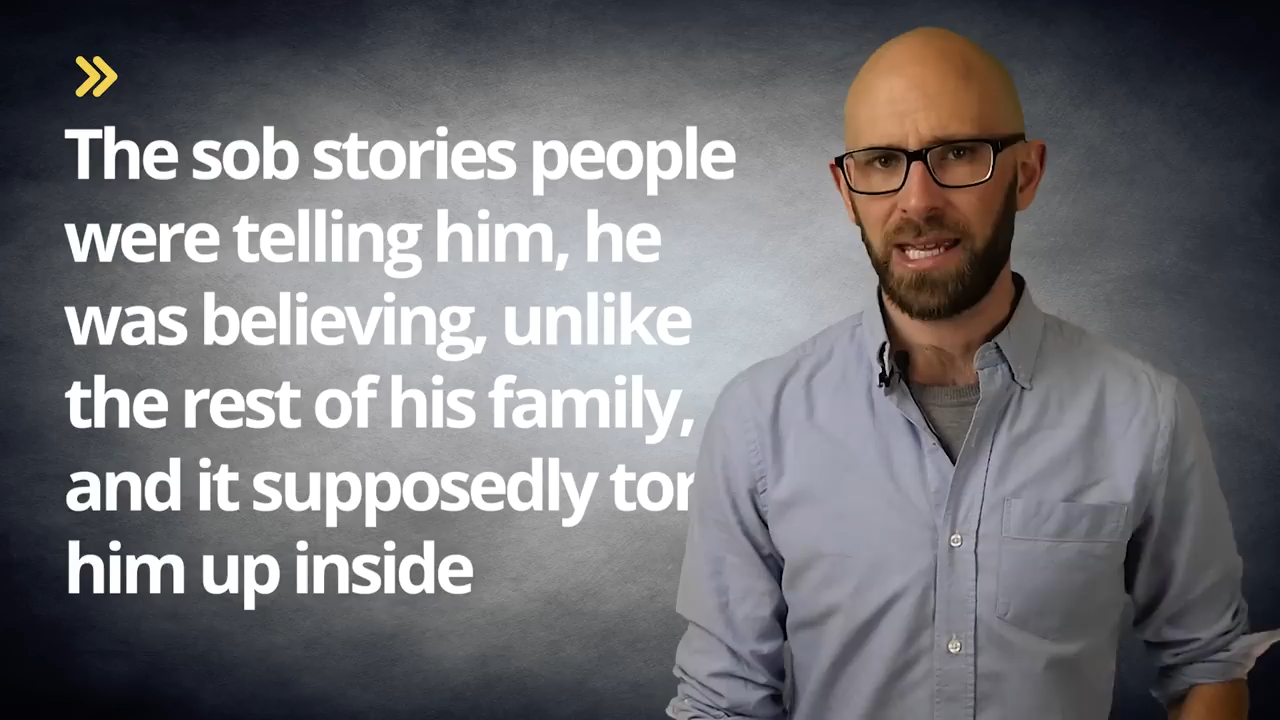 The sob stories people
were telling him, he
was believing, unlike
the rest of his family,
and it supposedly tor
him up inside